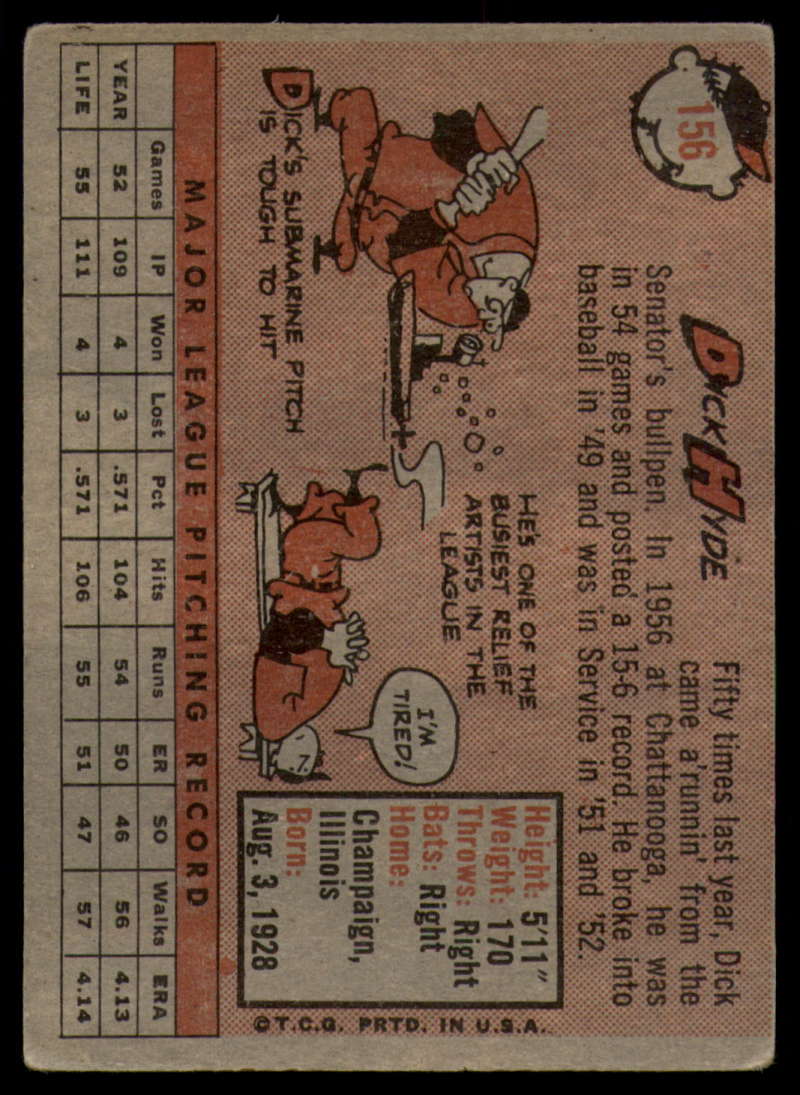 156
DICK HYDE
Fifty times last year, Dick
came a'runnin' from the
Senator's bullpen. In 1956 at Chattanooga, he was
in 54 games and posted a 15-6 record. He broke into
baseball in '49 and was in Service in '51 and '52.
DICK'S SUBMARINE PITCH
IS TOUGH TO HIT
HE'S ONE OF THE
BUSIEST RELIEF
ARTISTS IN THE
LEAGUE
I'M
TIRED!
Height: 5'11"
Weight: 170
Throws: Right
Bats: Right
Home:
Champaign,
Illinois
Born:
Aug. 3, 1928
©T.C.G. PRTD. IN U.S.A.
MAJOR LEAGUE PITCHING RECORD
Games IP Won Lost Pct Hits Runs ER SO Walks ERA
YEAR 52 109 4 3 .571 104 54 50 46 56 4.13
LIFE 55 111 4 3 .571 106 55 51 47 57 4.14